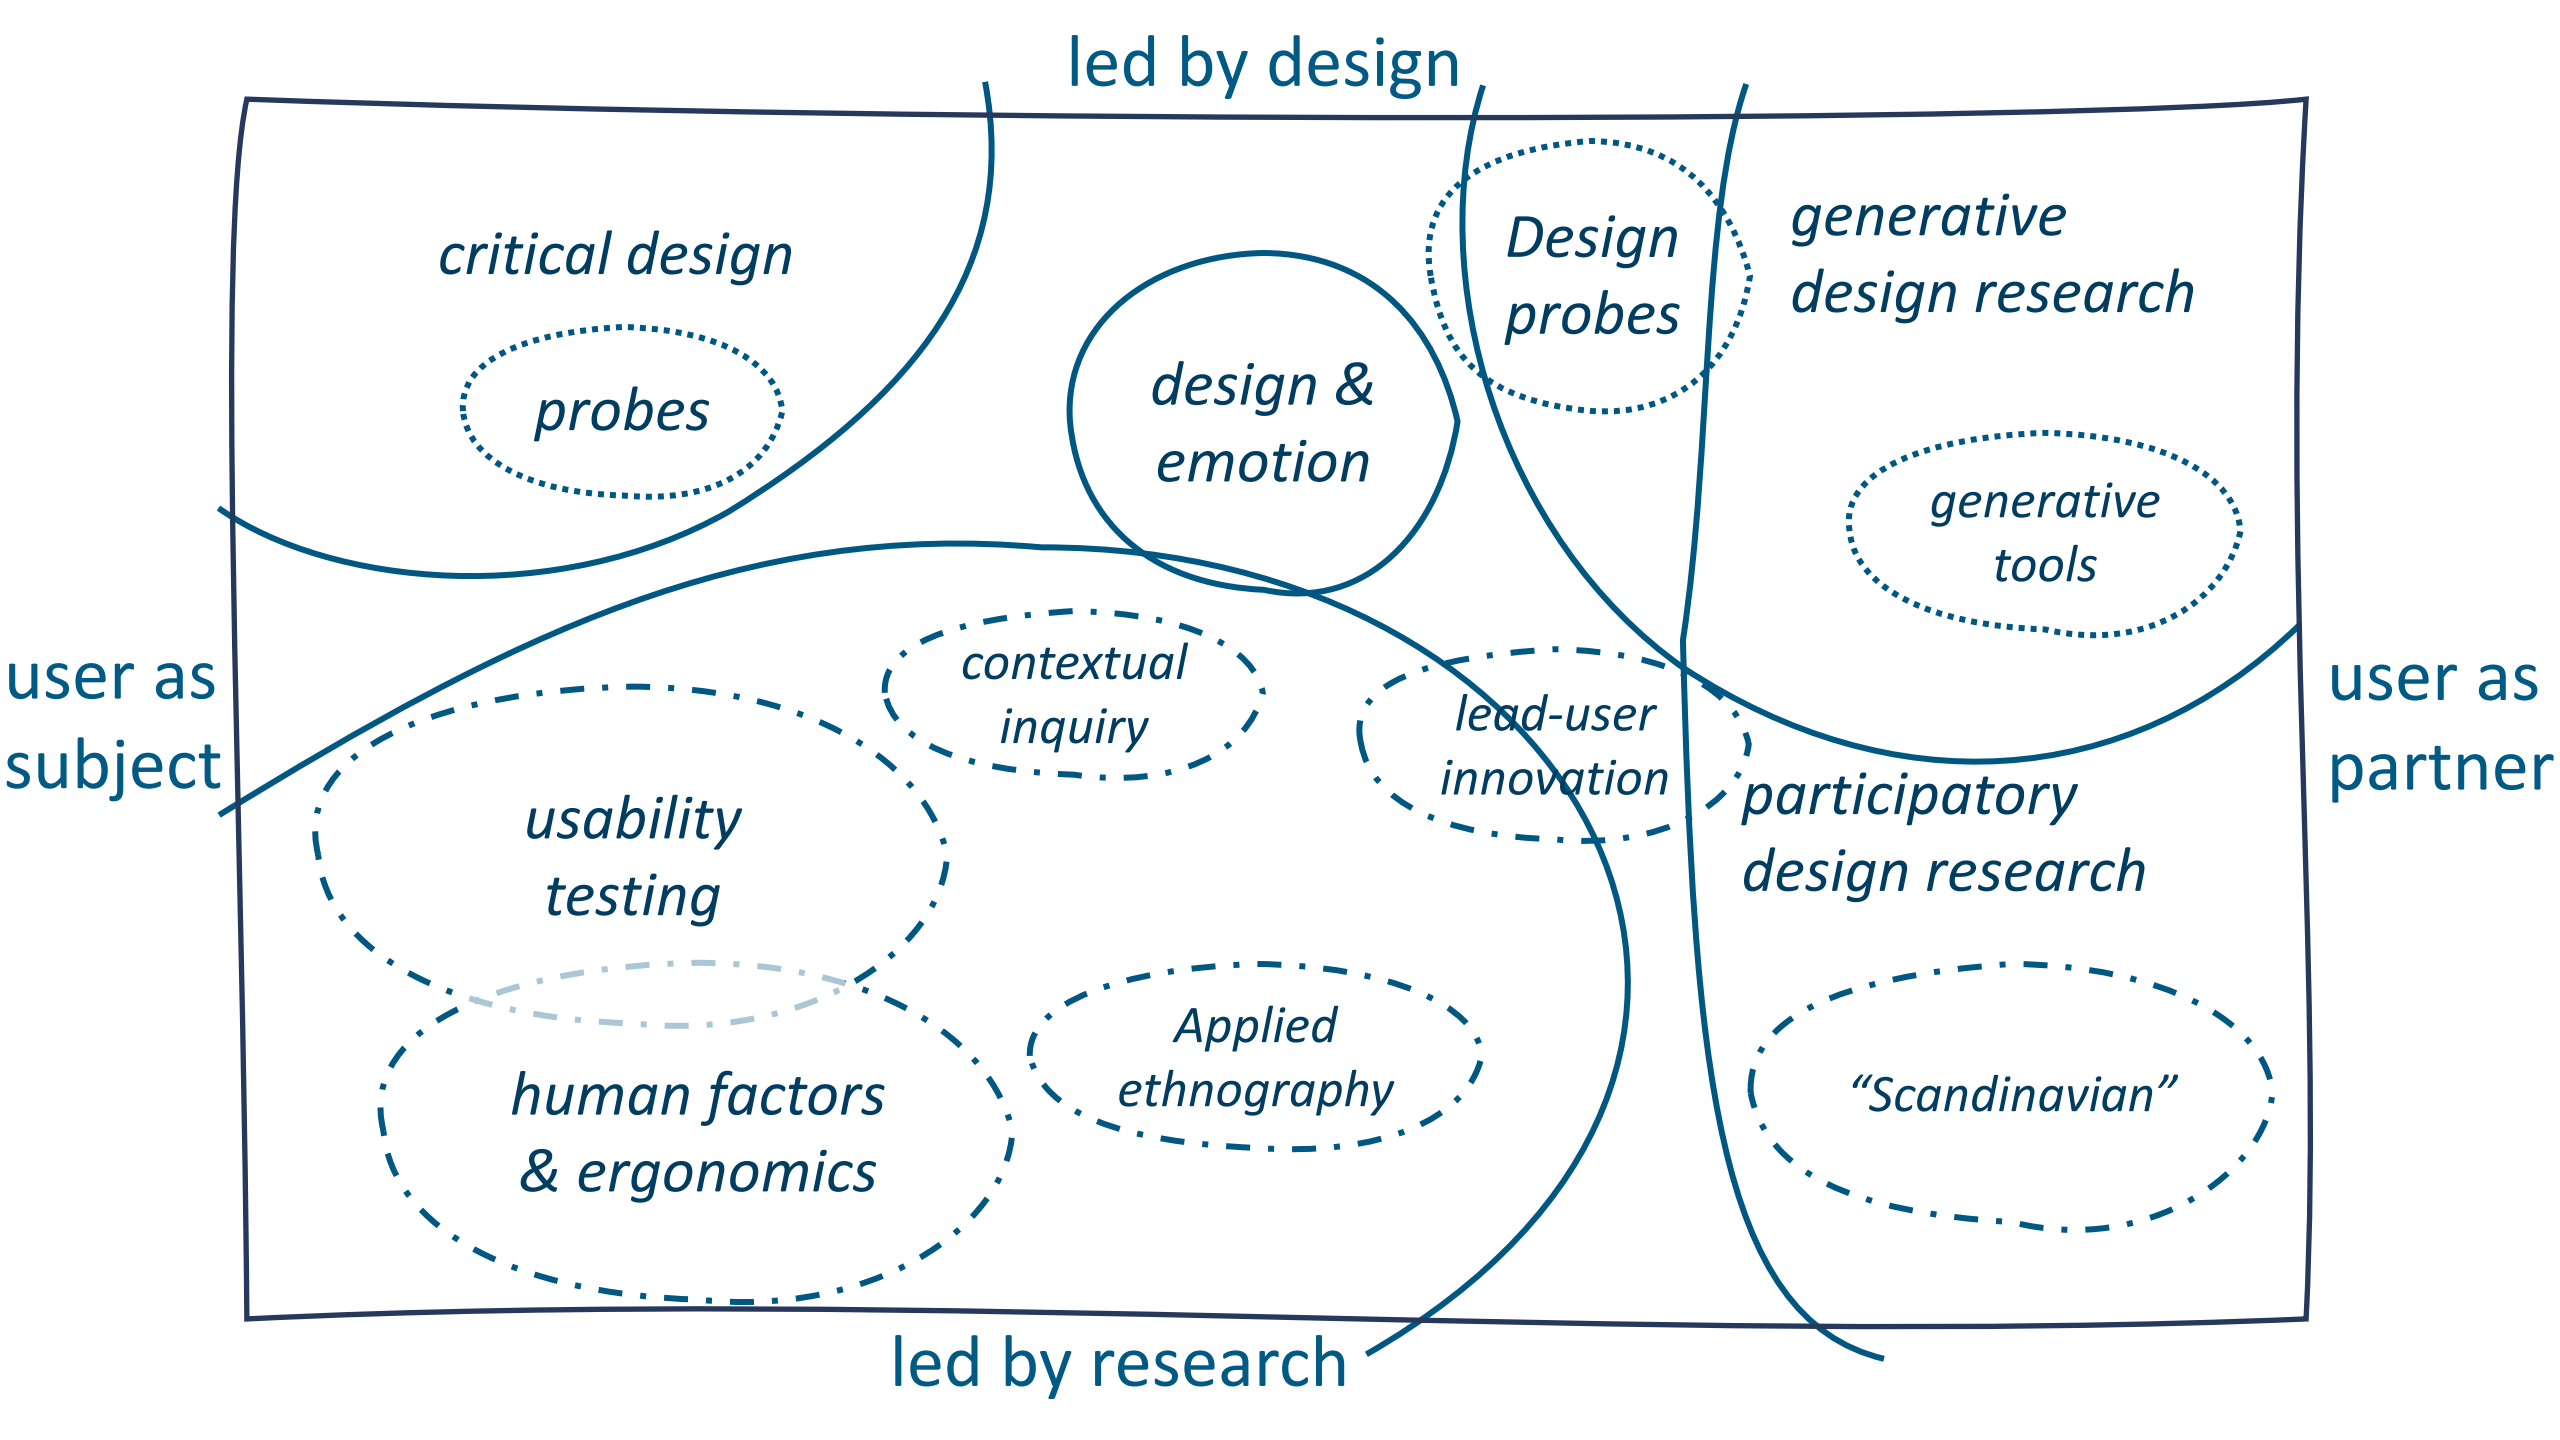 led by design
critical design
probes
design &
emotion
Design
probes
generative
design research
generative
tools
user as
subject
user as
partner
contextual
inquiry
lead-user
innovation
participatory
design research
usability
testing
human factors
& ergonomics
Applied
ethnography
“Scandinavian”
led by research